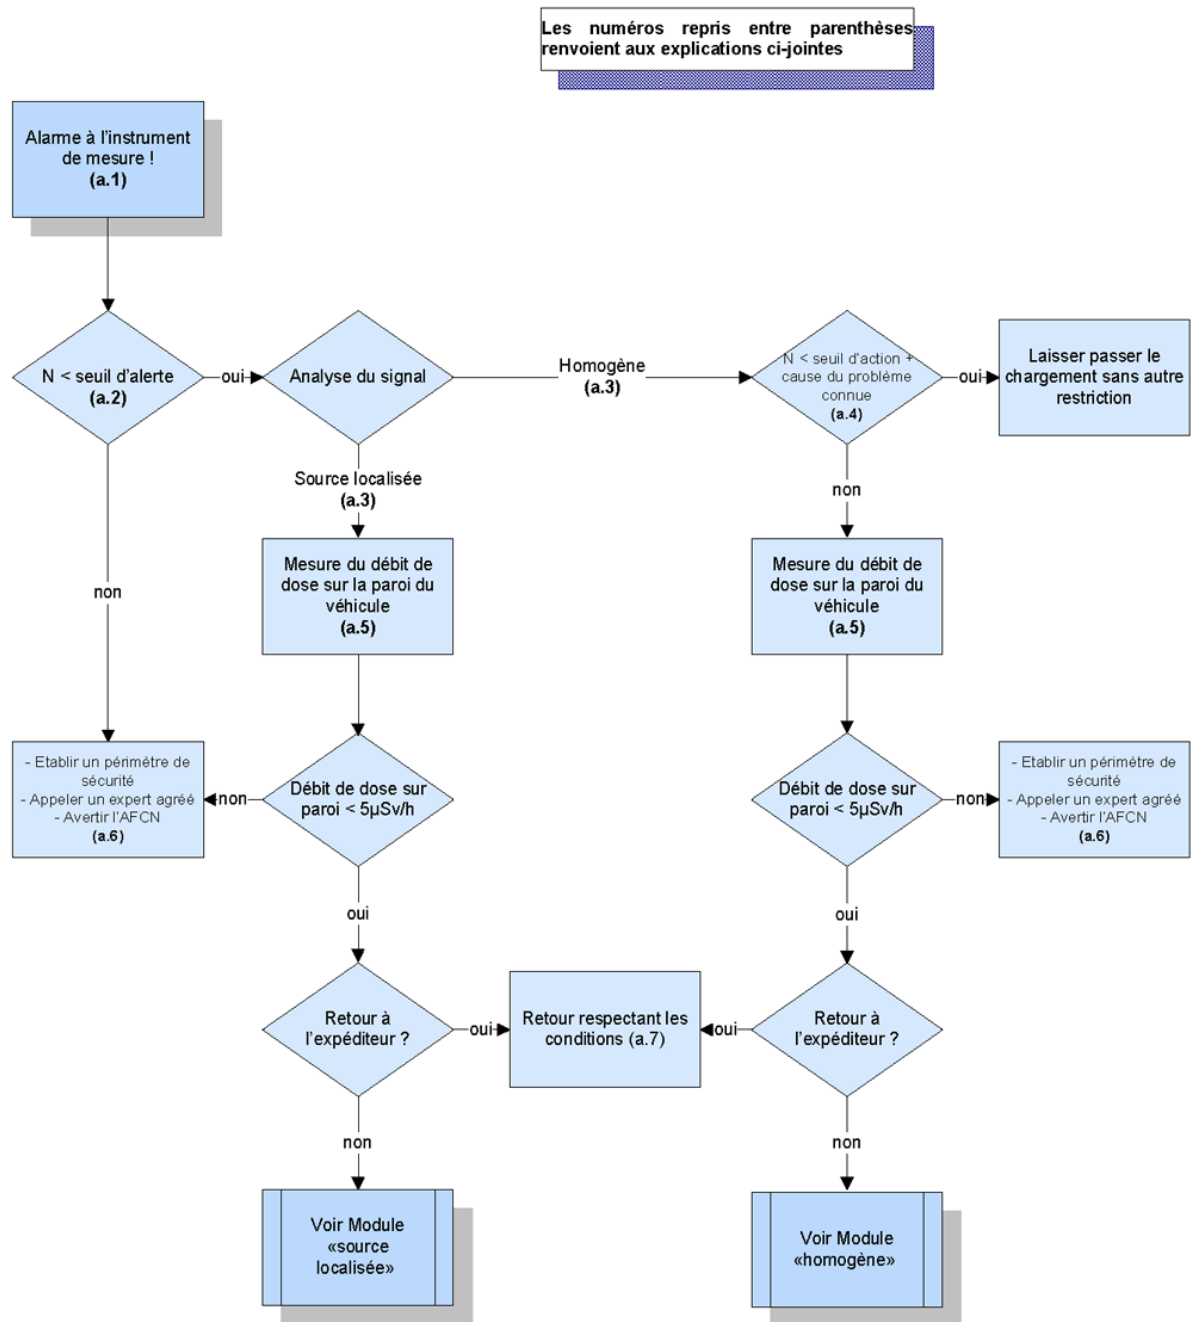 Les numéros repris entre parenthèses
renvoient aux explications ci-jointes
Alarme à l'instrument
de mesure !
(a.1)
N < seuil d'alerte
(a.2)
oui
Analyse du signal
Homogène
(a.3)
N < seuil d'action +
cause du problème
connue
(a.4)
oui
Laisser passer le
chargement sans autre
restriction
Source localisée
(a.3)
non
non
Mesure du débit de
dose sur la paroi du
véhicule
(a.5)
Mesure du débit de
dose sur la paroi du
véhicule
(a.5)
- Etablir un périmètre de
sécurité
- Appeler un expert agréé
- Avertir l'AFCN
(a.6)
non
Débit de dose sur
paroi < 5µSv/h
Débit de dose sur
paroi < 5µSv/h
non
- Etablir un périmètre de
sécurité
- Appeler un expert agréé
- Avertir l'AFCN
(a.6)
oui
oui
Retour à
l'expéditeur ?
oui
Retour respectant les
conditions (a.7)
oui
Retour à
l'expéditeur ?
non
non
Voir Module
«source
localisée»
Voir Module
«homogène»